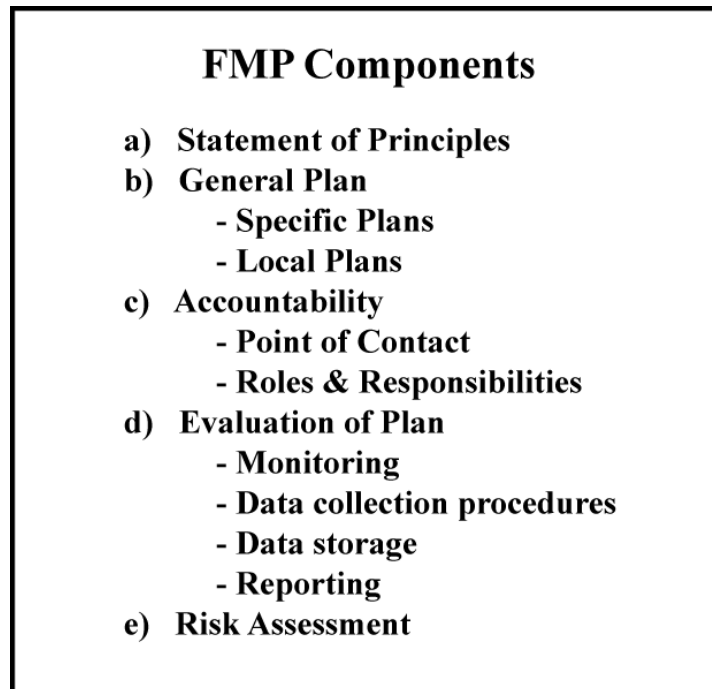 FMP Components
a) Statement of Principles
b) General Plan
- Specific Plans
- Local Plans
c) Accountability
- Point of Contact
- Roles & Responsibilities
d) Evaluation of Plan
- Monitoring
- Data collection procedures
- Data storage
- Reporting
e) Risk Assessment